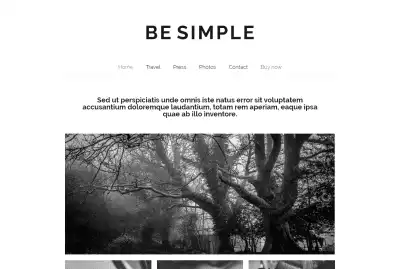 BE SIMPLE
Home Travel Press Photos Contact Buy now
Sed ut perspiciatis unde omnis iste natus error sit voluptatem
accusantium doloremque laudantium, totam rem aperiam, eaque ipsa
quae ab illo inventore.